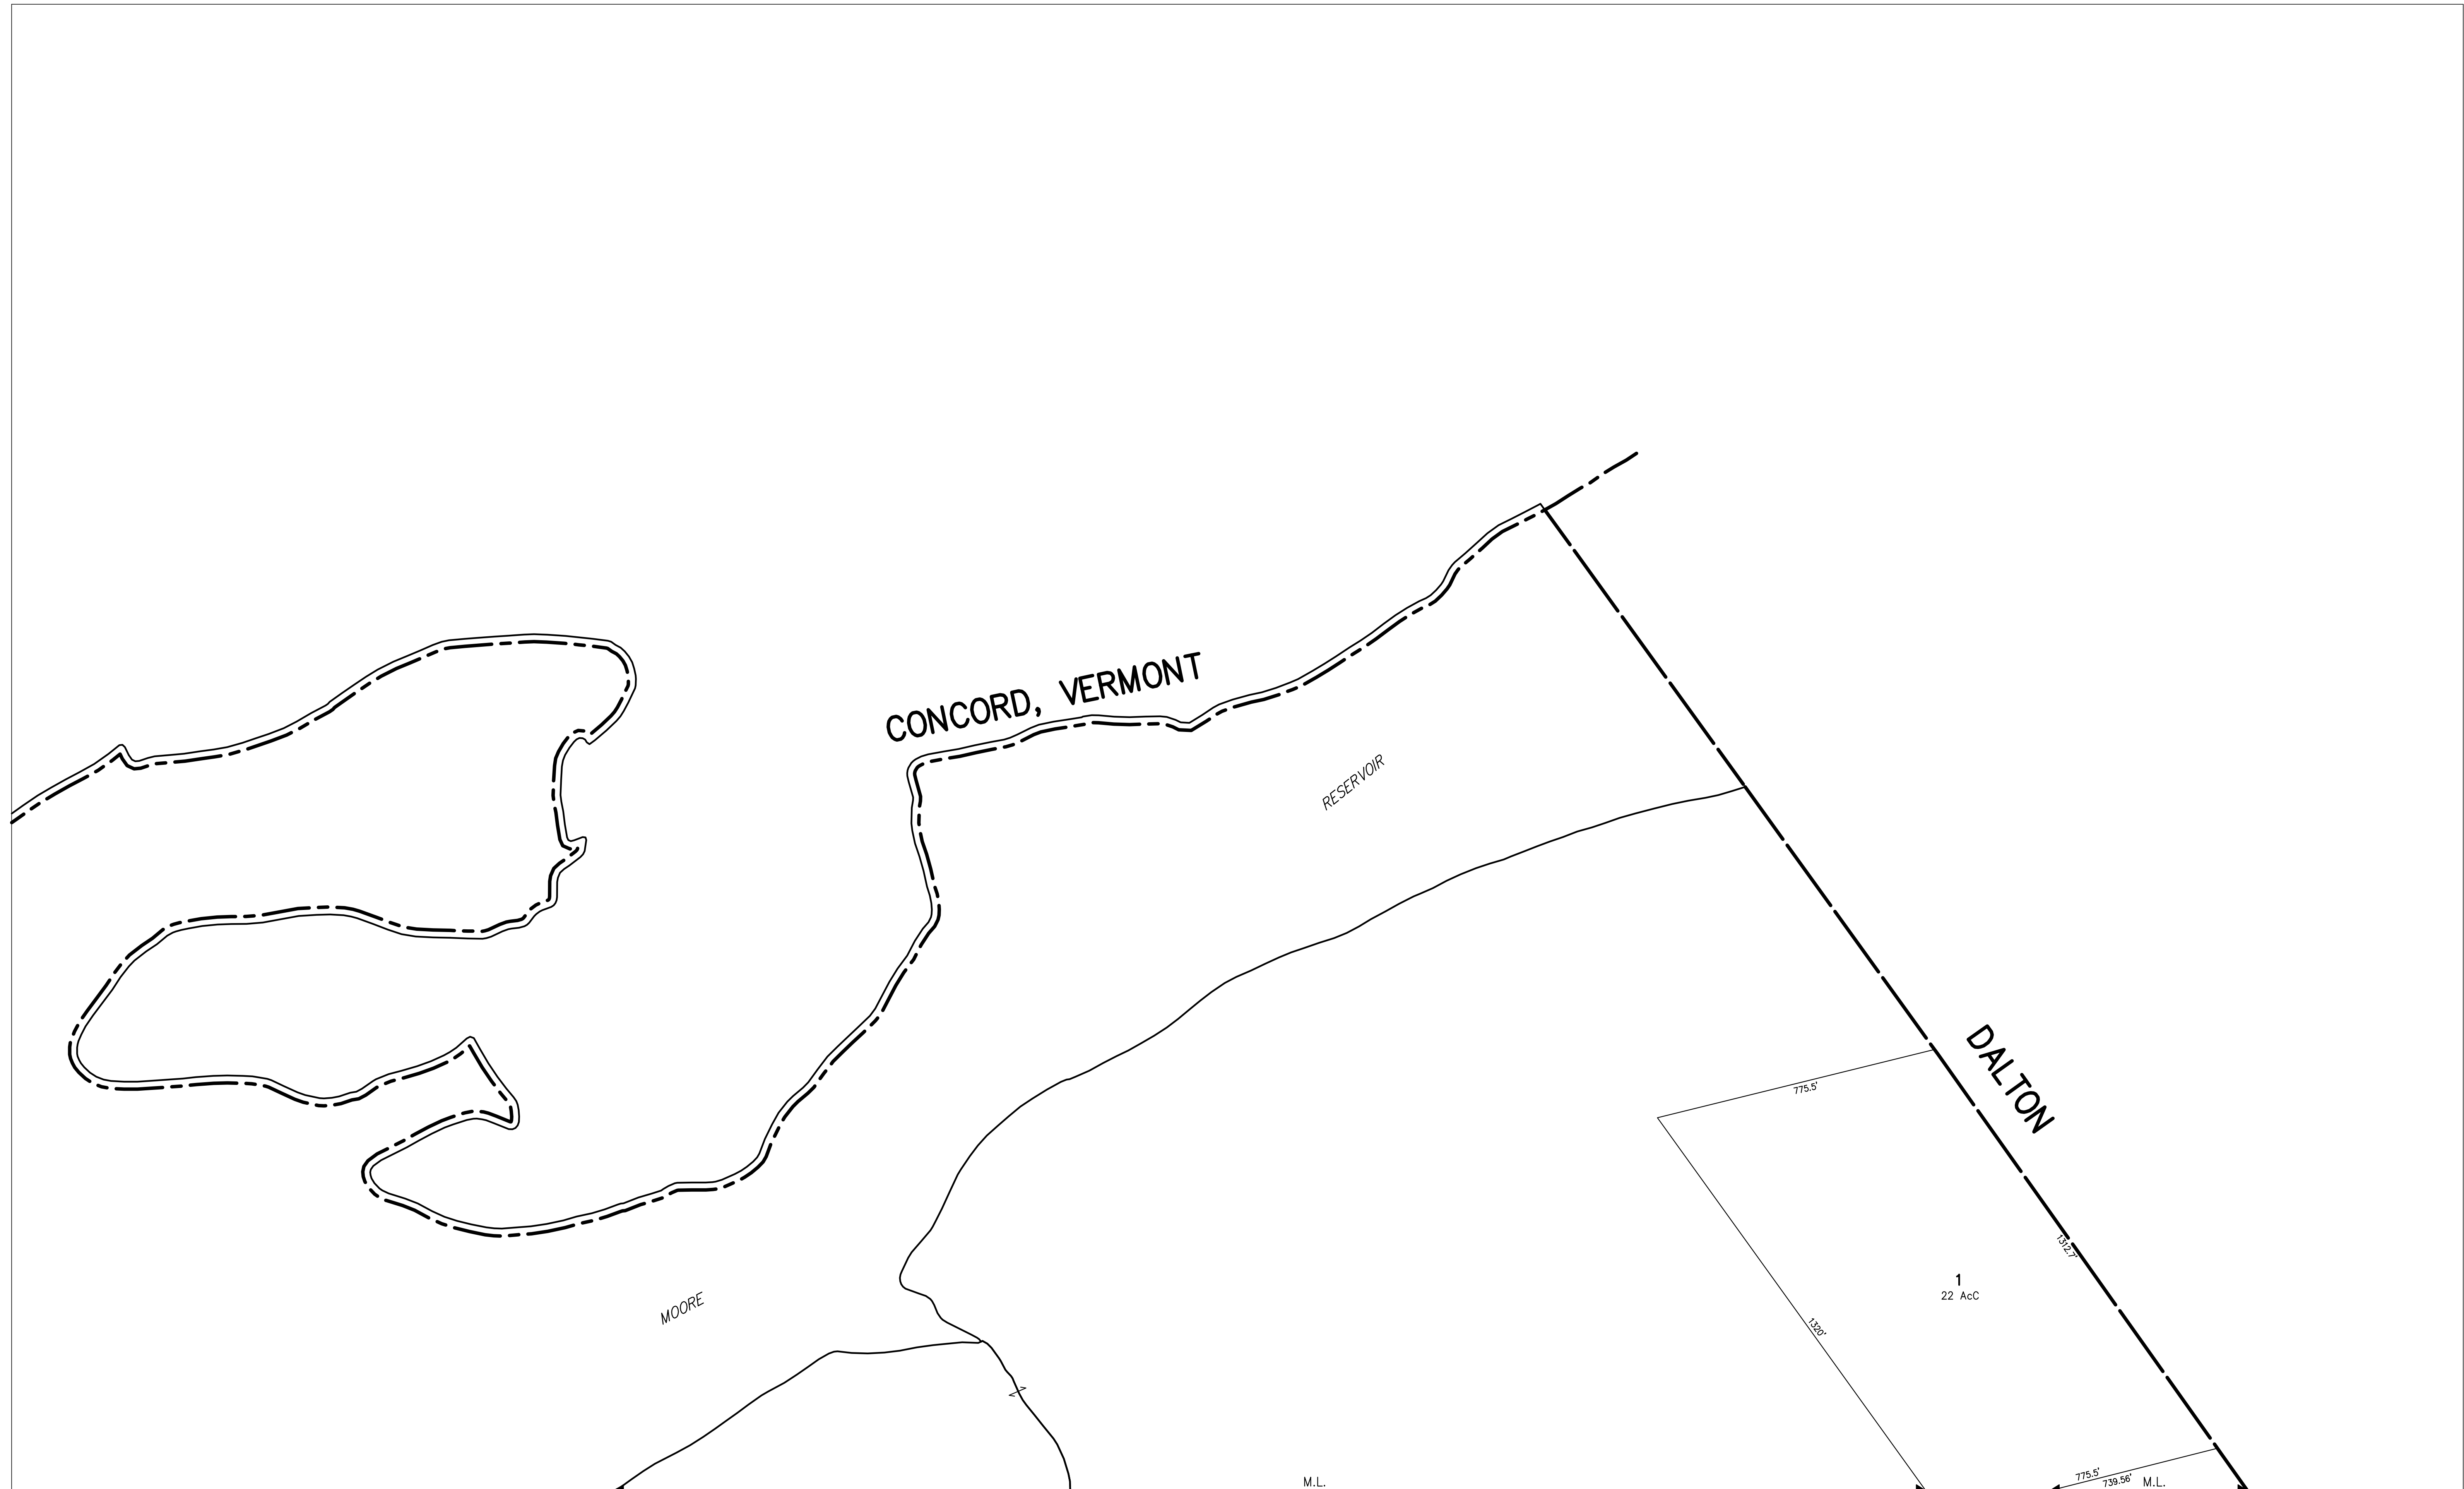 CONCORD, VERMONT
RESERVOIR
DALTON
775.5'
1312.7'
1
22 AcC
MOORE
1320'
775.5'
739.56'
M.L.
M.L.